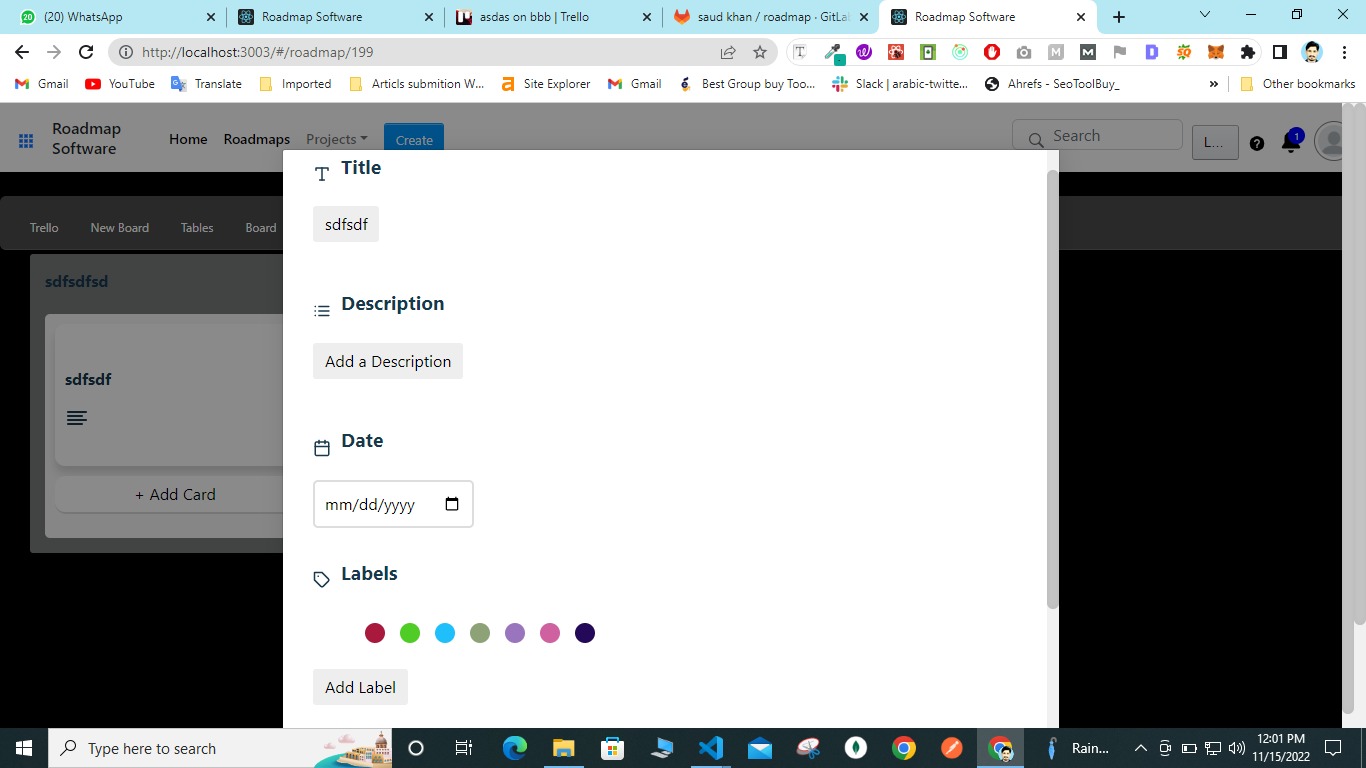 (20) WhatsApp
Roadmap Software
asdas on bbb | Trello
saud khan / roadmap · GitLa
Roadmap Software
http://localhost:3003/#/roadmap/199
Gmail
YouTube
Translate
Imported
Articls submition W...
Site Explorer
Gmail
Best Group buy Too...
Slack | arabic-twitte...
Ahrefs - SeoToolBuy_
»
Other bookmarks
Roadmap Software
Home
Roadmaps
Projects
Create
Search
L...
1
Trello
New Board
Tables
Board
sdfsdfsd
sdfsdf
+ Add Card
Title
sdfsdf
Description
Add a Description
Date
mm/dd/yyyy
Labels
Add Label
Type here to search
Rain...
12:01 PM
11/15/2022